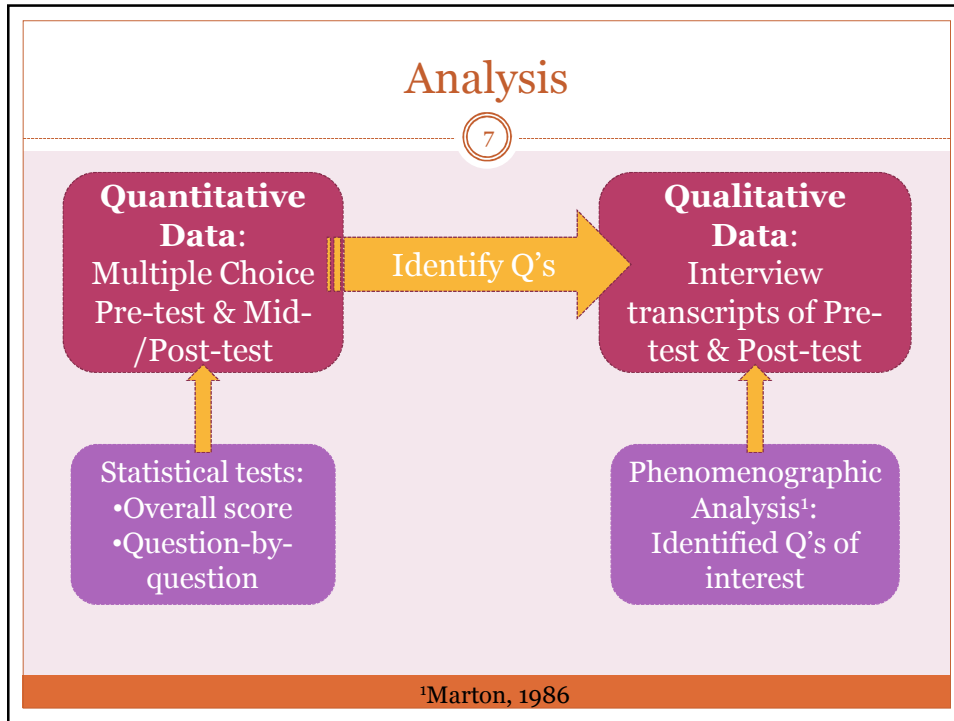 Analysis
7
Quantitative
Data:
Multiple Choice
Pre-test & Mid-
/Post-test
Identify Q's
Qualitative
Data:
Interview
transcripts of Pre-
test & Post-test
Statistical tests:
•Overall score
•Question-by-
question
Phenomenographic
Analysis¹:
Identified Q's of
interest
¹Marton, 1986